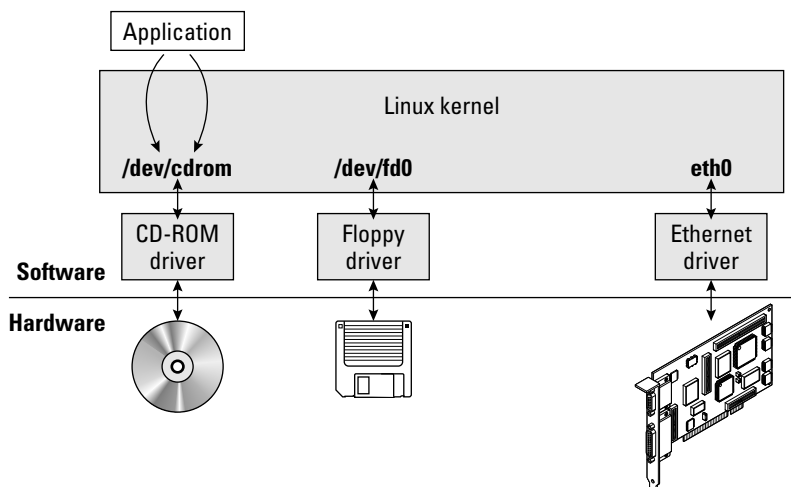 Application
Linux kernel
/dev/cdrom
/dev/fd0
eth0
CD-ROM
driver
Floppy
driver
Ethernet
driver
Software
Hardware